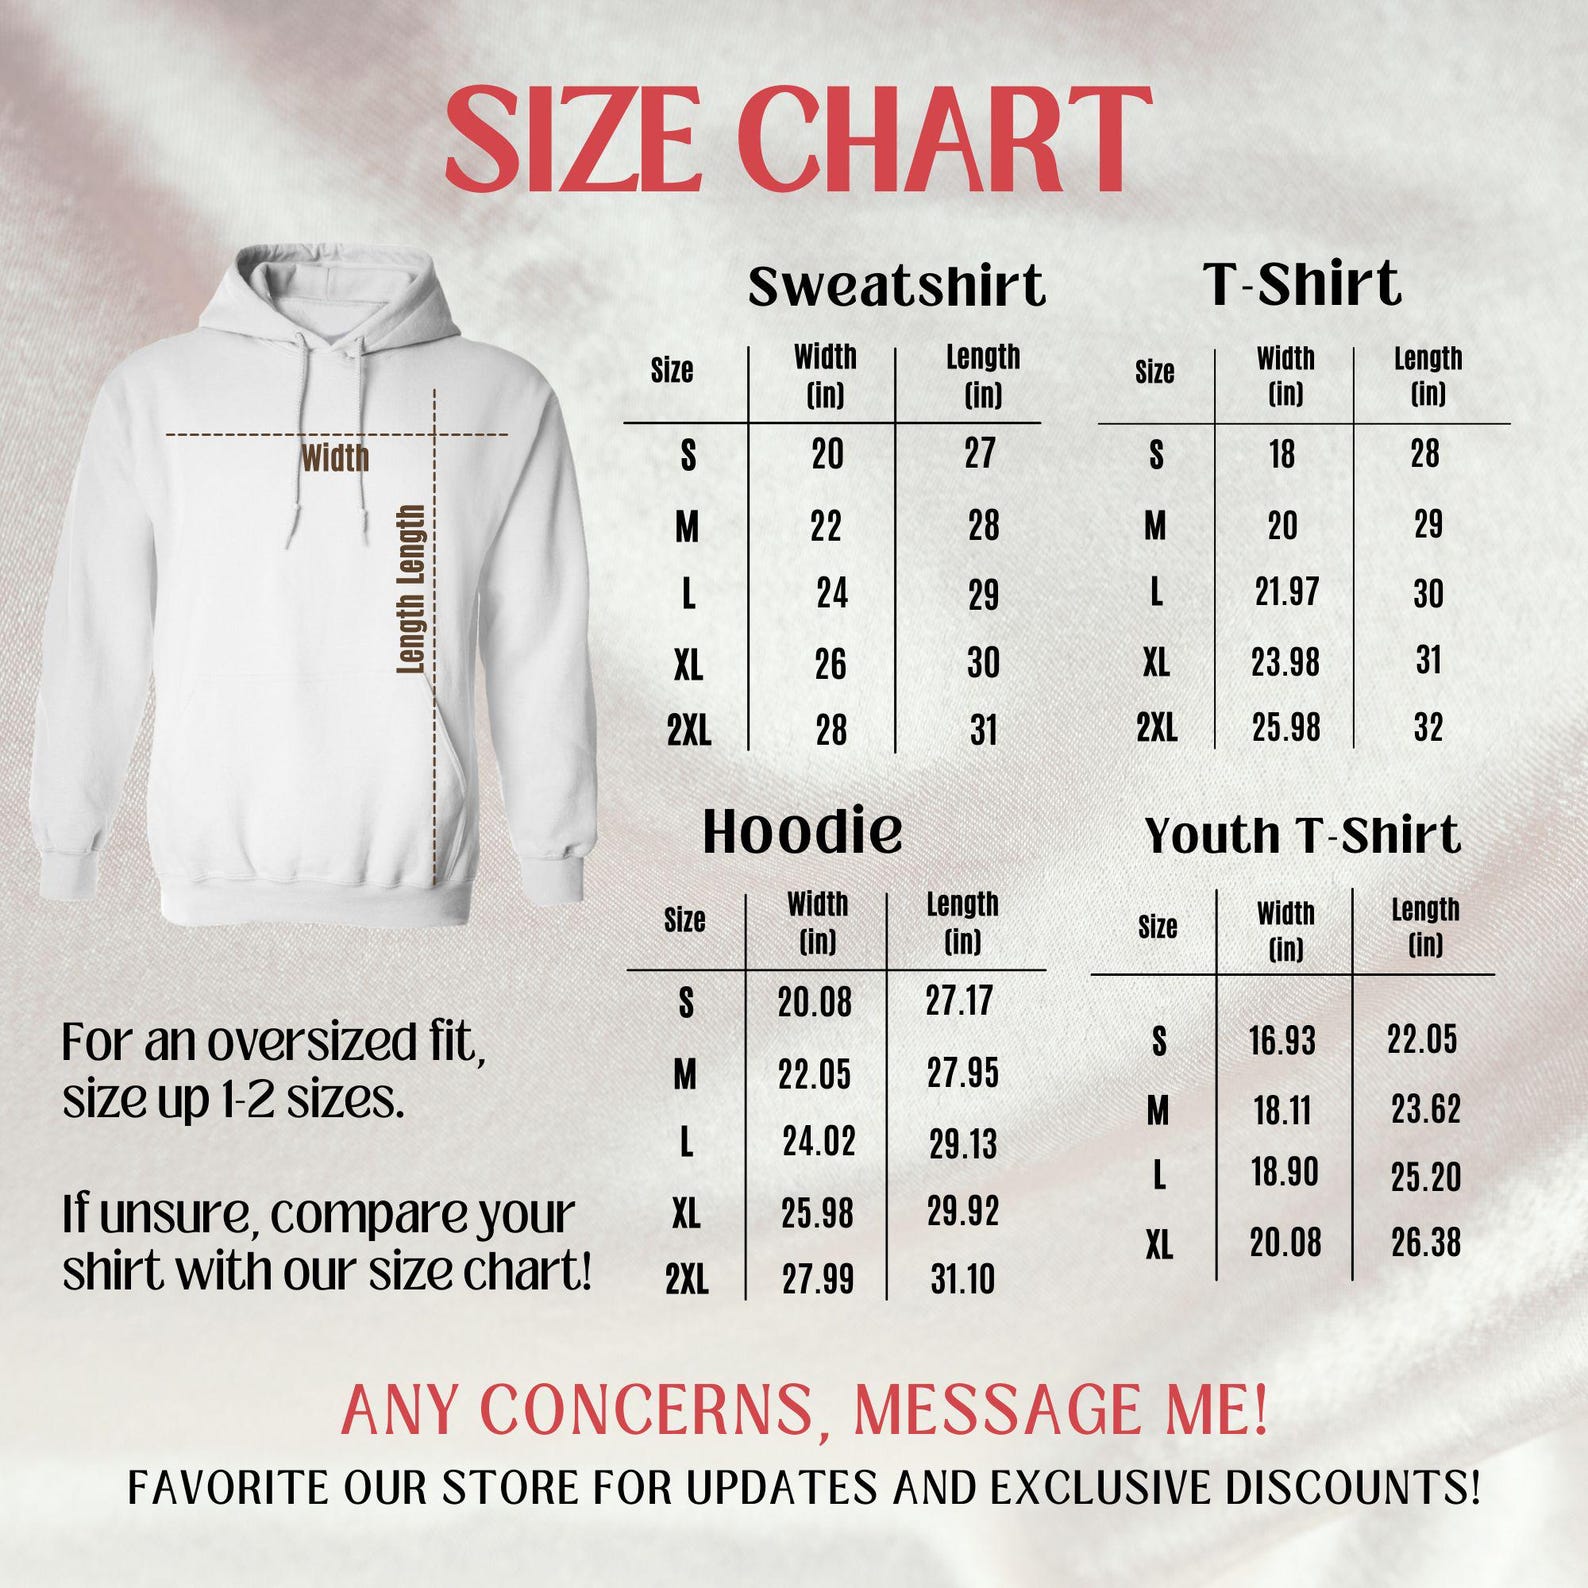 SIZE CHART
Width
Length Length
Sweatshirt
Size Width (in) Length (in)
S 20 27
M 22 28
L 24 29
XL 26 30
2XL 28 31
T-Shirt
Size Width (in) Length (in)
S 18 28
M 20 29
L 21.97 30
XL 23.98 31
2XL 25.98 32
Hoodie
Size Width (in) Length (in)
S 20.08 27.17
M 22.05 27.95
L 24.02 29.13
XL 25.98 29.92
2XL 27.99 31.10
Youth T-Shirt
Size Width (in) Length (in)
S 16.93 22.05
M 18.11 23.62
L 18.90 25.20
XL 20.08 26.38
For an oversized fit,
size up 1-2 sizes.
If unsure, compare your
shirt with our size chart!
ANY CONCERNS, MESSAGE ME!
FAVORITE OUR STORE FOR UPDATES AND EXCLUSIVE DISCOUNTS!